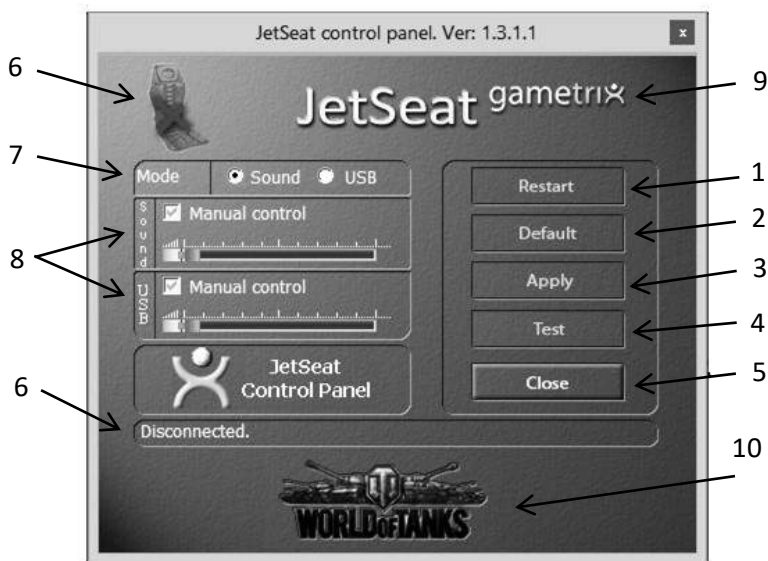 JetSeat control panel. Ver: 1.3.1.1
x
6
JetSeat gametrix
9
7
Mode
Sound
USB
Restart
1
Sound
Manual control
Default
2
8
Apply
3
USB
Manual control
Test
4
JetSeat
Control Panel
Close
5
6
Disconnected.
10
WORLD OF TANKS